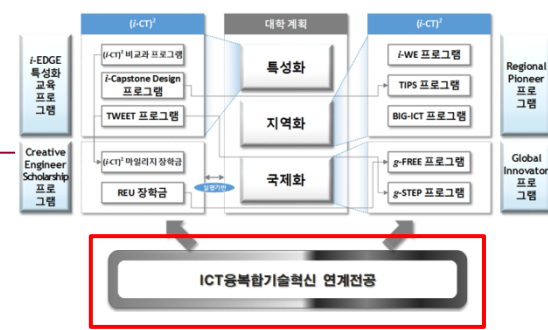 (i-CT)²
대학 계획
(i-CT)²
i-EDGE
특성화
교육
프로
그램
(i-CT)² 비교과 프로그램
i-Capstone Design
프로그램
TWEET 프로그램
특성화
지역화
국제화
i-WE 프로그램
TIPS 프로그램
BIG-ICT 프로그램
Regional
Pioneer
프로
그램
Creative
Engineer
Scholarship
프로
그램
(i-CT)² 마일리지 장학금
REU 장학금
실행기반
g-FREE 프로그램
g-STEP 프로그램
Global
Innovator
프로
그램
ICT융복합기술혁신 연계전공